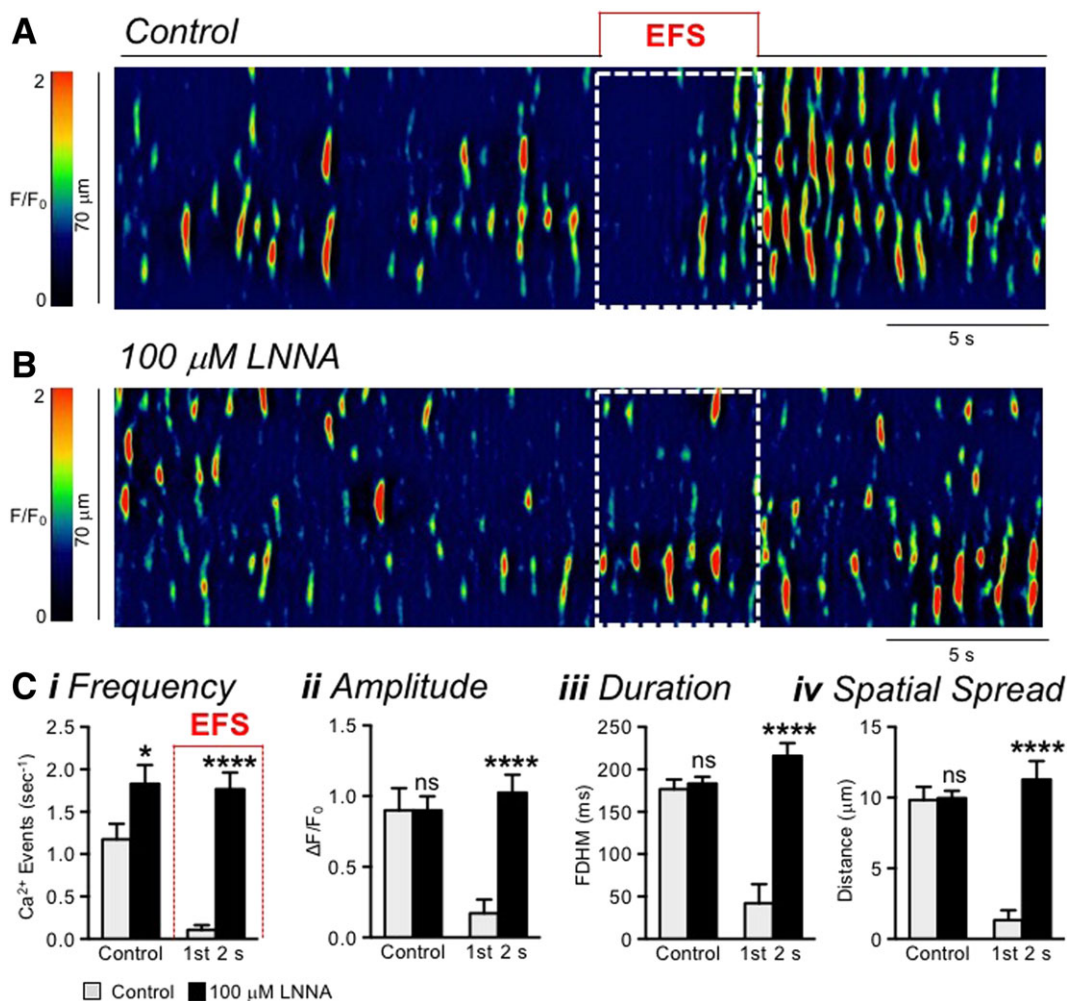 A
Control
EFS
2
F/F0
70 μm
0
5 s
B
100 μM LNNA
2
F/F0
70 μm
0
5 s
C i Frequency
ii Amplitude
iii Duration
iv Spatial Spread
EFS
Ca2+ Events (sec-1)
2.5
2.0
1.5
1.0
0.5
0.0
*
****
Control
1st 2 s
ΔF/F0
1.5
1.0
0.5
0.0
ns
****
Control
1st 2 s
FDHM (ms)
250
200
150
100
50
0
ns
****
Control
1st 2 s
Distance (μm)
15
10
5
0
ns
****
Control
1st 2 s
Control
100 μM LNNA